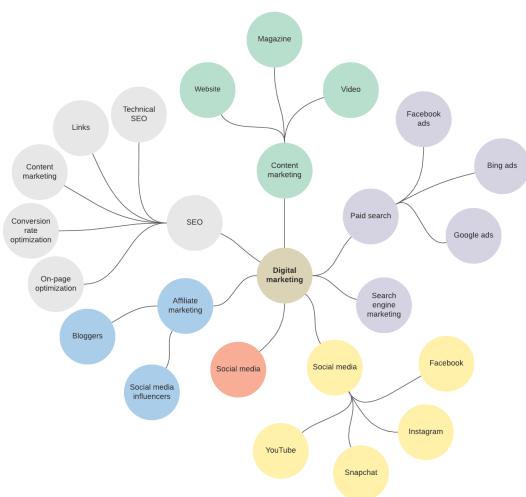 Magazine
Website
Video
Technical
SEO
Facebook
ads
Links
Bing ads
Content
marketing
Content
marketing
Conversion
rate
optimization
SEO
Paid search
Google ads
On-page
optimization
Digital
marketing
Affiliate
marketing
Search
engine
marketing
Bloggers
Social media
Social media
Facebook
Social media
influencers
Instagram
YouTube
Snapchat